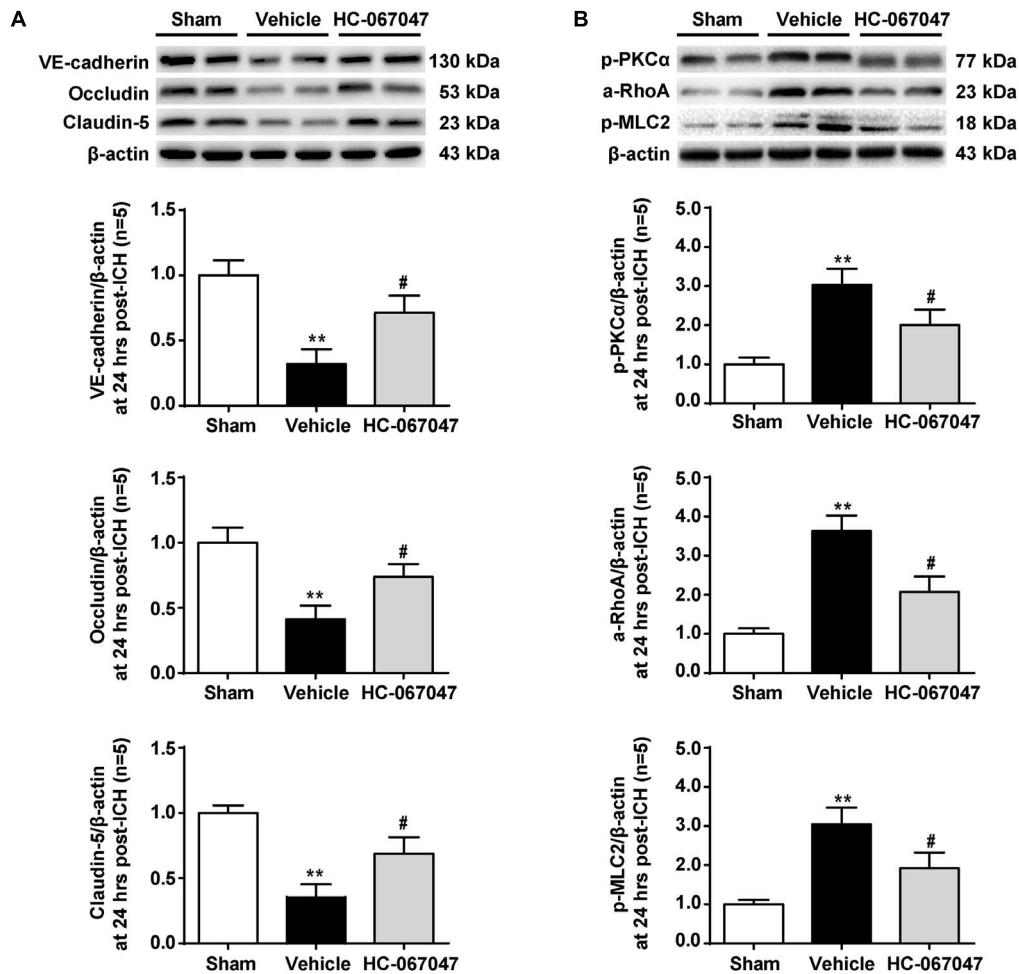 A
Sham Vehicle HC-067047
VE-cadherin 130 kDa
Occludin 53 kDa
Claudin-5 23 kDa
β-actin 43 kDa
VE-cadherin/β-actin
at 24 hrs post-ICH (n=5)
1.5
1.0
0.5
0.0
**
#
Sham Vehicle HC-067047
Occludin/β-actin
at 24 hrs post-ICH (n=5)
1.5
1.0
0.5
0.0
**
#
Sham Vehicle HC-067047
Claudin-5/β-actin
at 24 hrs post-ICH (n=5)
1.5
1.0
0.5
0.0
**
#
Sham Vehicle HC-067047
B
Sham Vehicle HC-067047
p-PKCα 77 kDa
a-RhoA 23 kDa
p-MLC2 18 kDa
β-actin 43 kDa
p-PKCα/β-actin
at 24 hrs post-ICH (n=5)
5.0
4.0
3.0
2.0
1.0
0.0
**
#
Sham Vehicle HC-067047
a-RhoA/β-actin
at 24 hrs post-ICH (n=5)
5.0
4.0
3.0
2.0
1.0
0.0
**
#
Sham Vehicle HC-067047
p-MLC2/β-actin
at 24 hrs post-ICH (n=5)
5.0
4.0
3.0
2.0
1.0
0.0
**
#
Sham Vehicle HC-067047